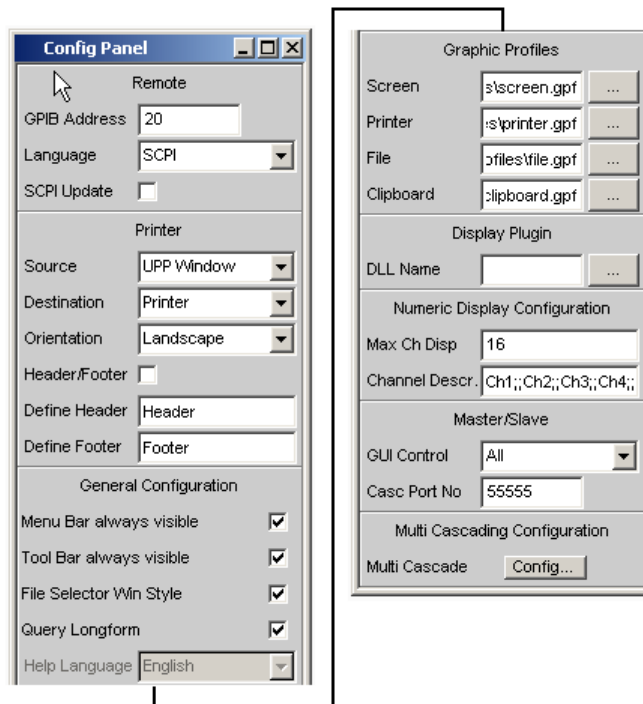 Config Panel
Remote
GPIB Address 20
Language SCPI
SCPI Update
Printer
Source UPP Window
Destination Printer
Orientation Landscape
Header/Footer
Define Header Header
Define Footer Footer
General Configuration
Menu Bar always visible
Tool Bar always visible
File Selector Win Style
Query Longform
Help Language English
Graphic Profiles
Screen s\screen.gpf ...
Printer :s\printer.gpf ...
File ofiles\file.gpf ...
Clipboard clipboard.gpf ...
Display Plugin
DLL Name ...
Numeric Display Configuration
Max Ch Disp 16
Channel Descr. Ch1;;Ch2;;Ch3;;Ch4;;
Master/Slave
GUI Control All
Casc Port No 55555
Multi Cascading Configuration
Multi Cascade Config...